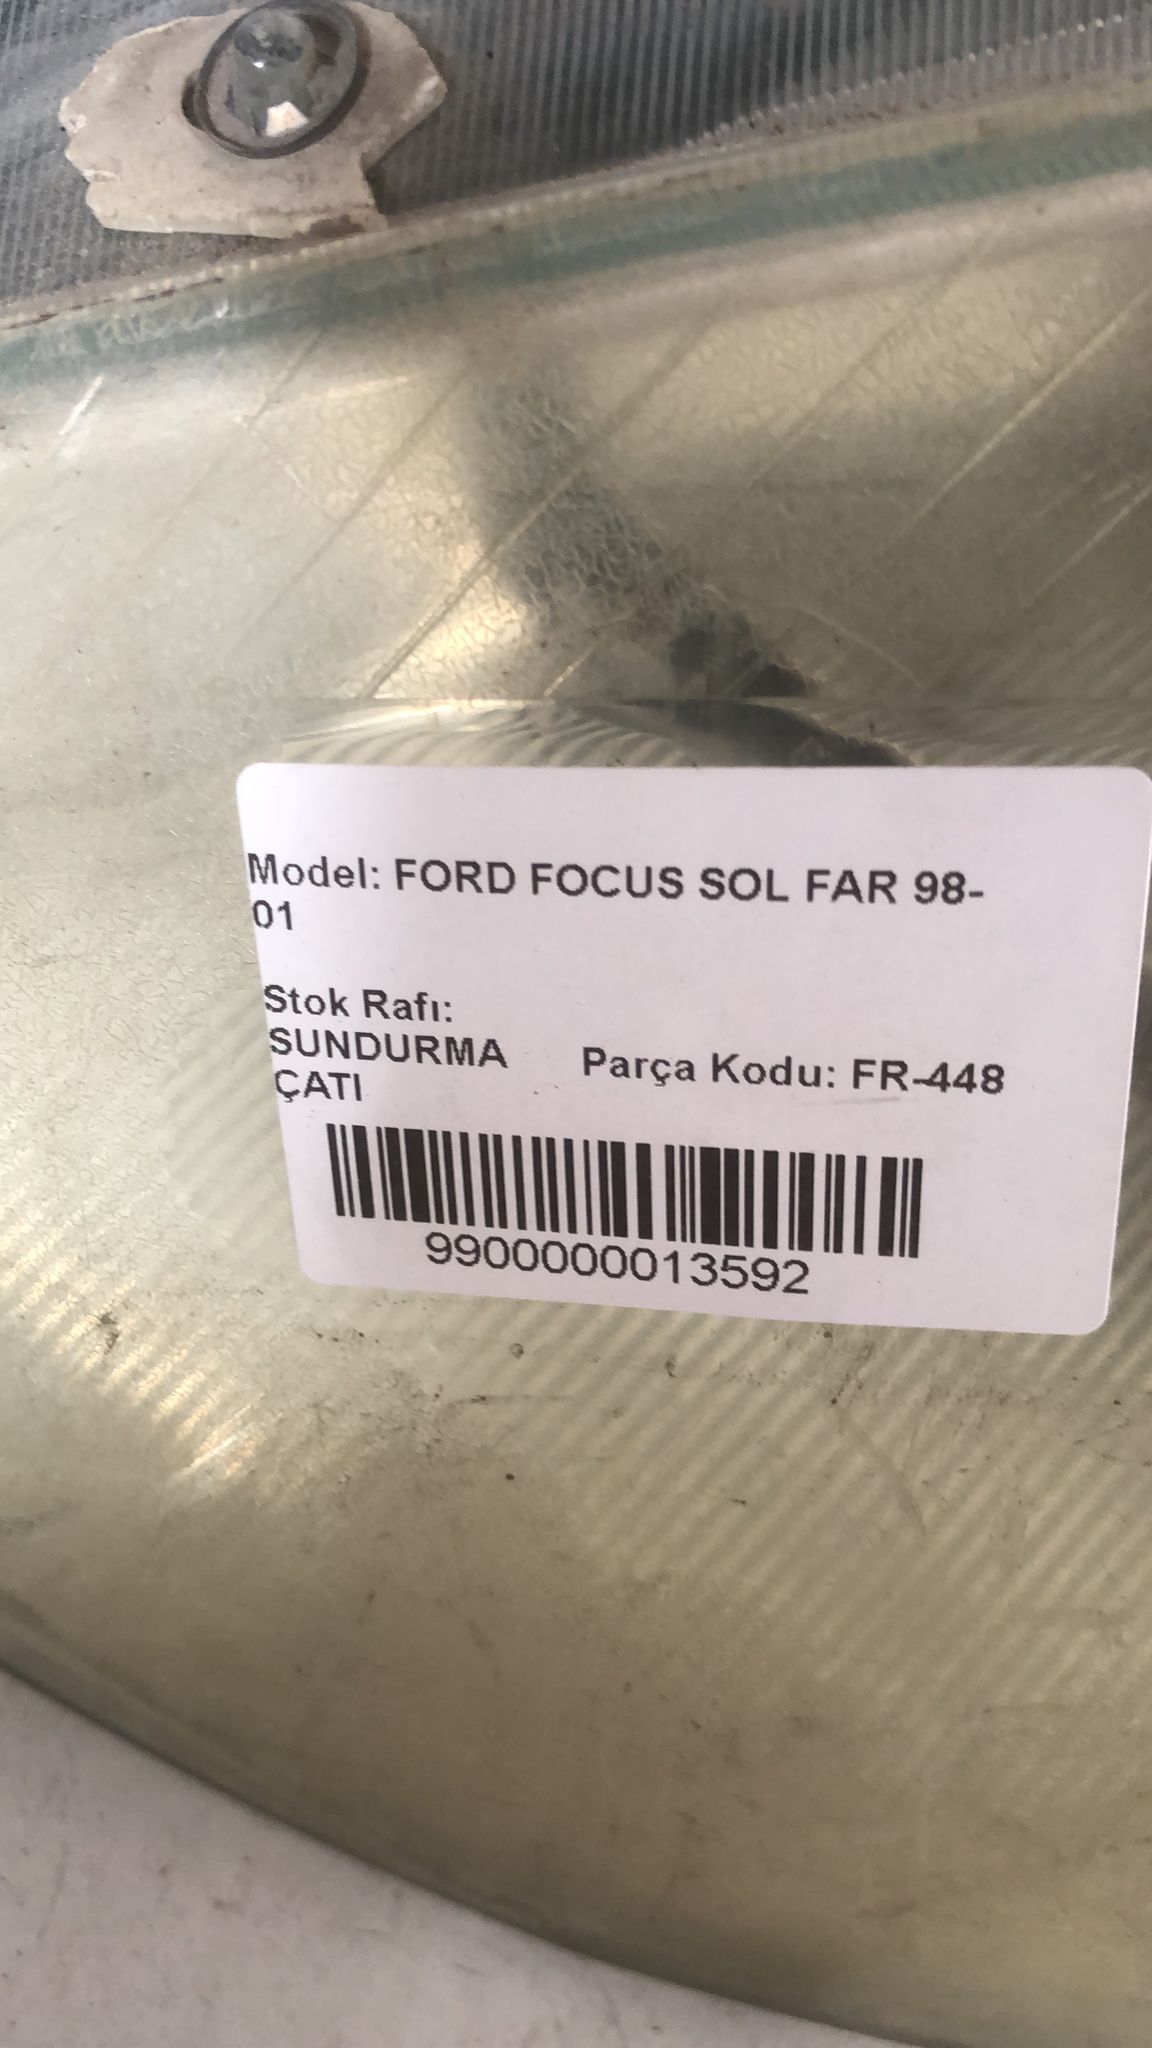 Model: FORD FOCUS SOL FAR 98-
01
Stok Rafı:
SUNDURMA
ÇATI
Parça Kodu: FR-448
9900000013592